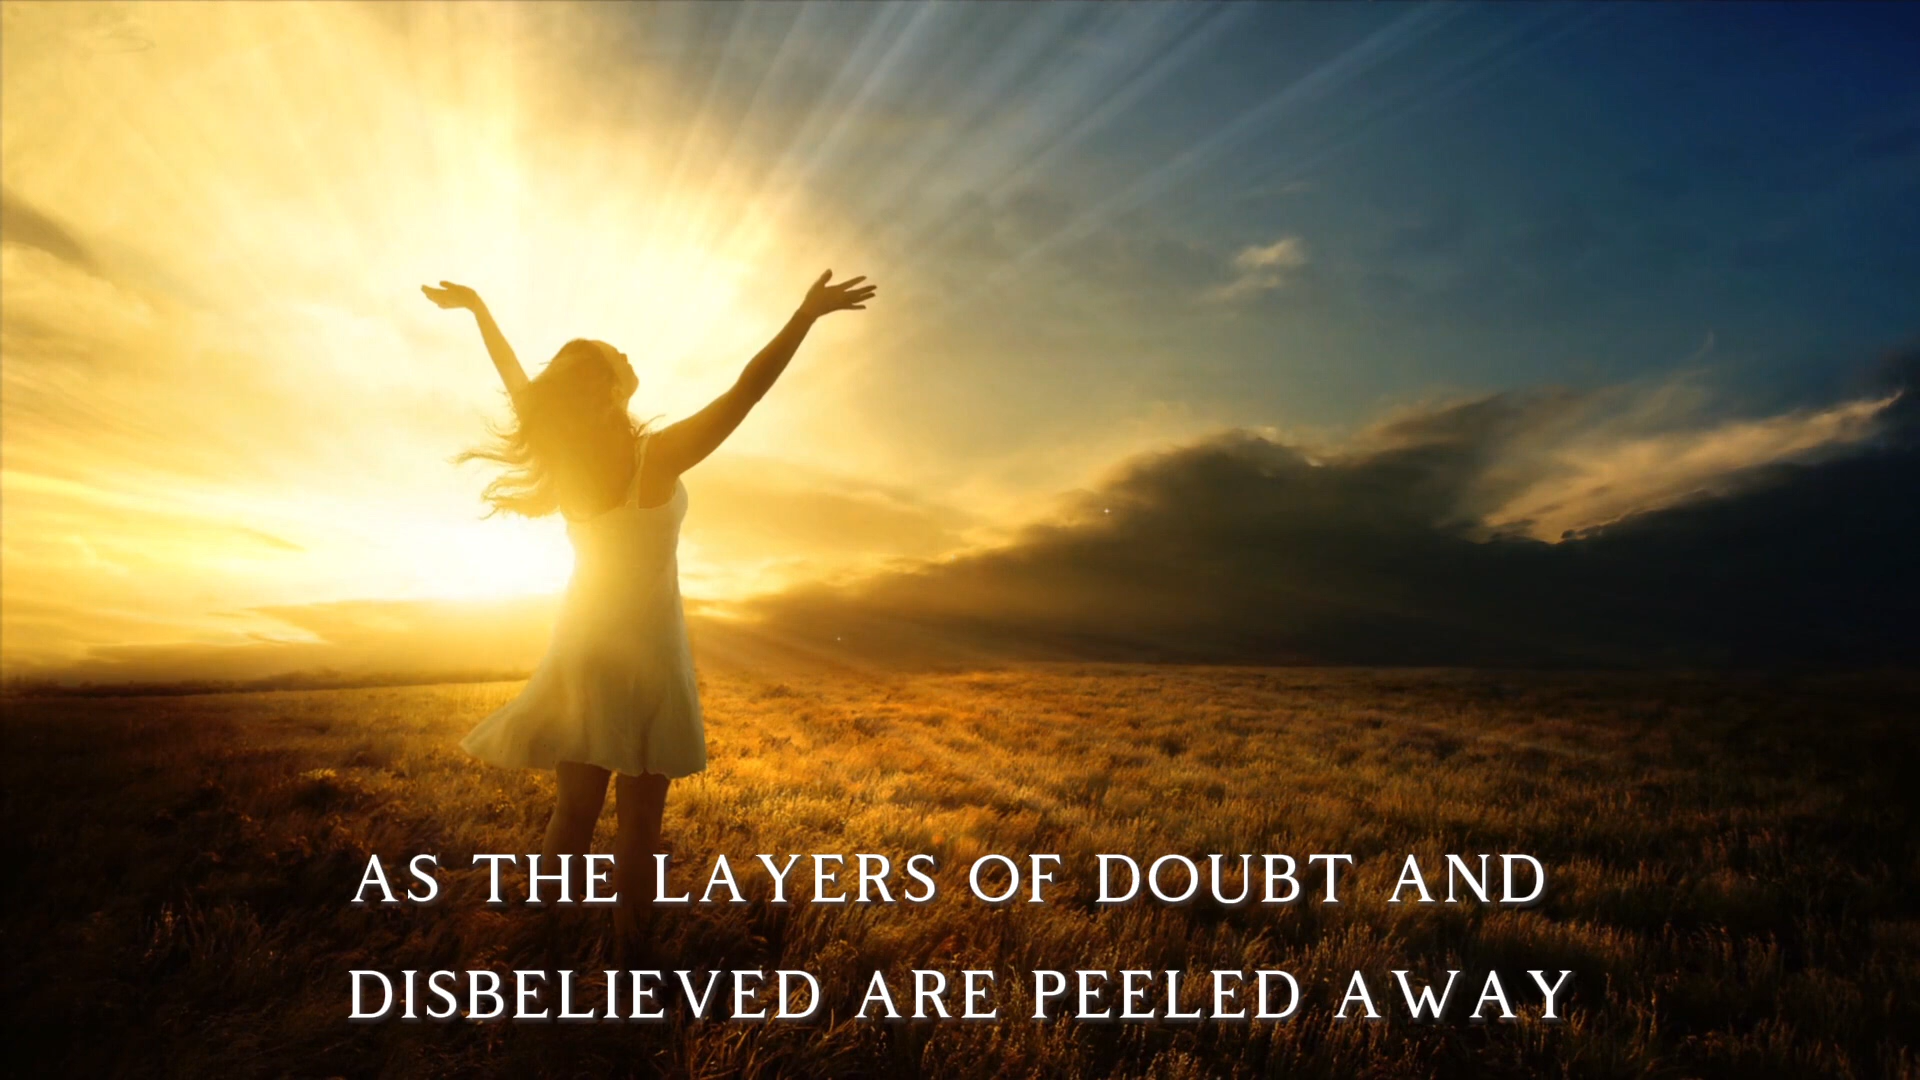 AS THE LAYERS OF DOUBT AND
DISBELIEVED ARE PEELED AWAY